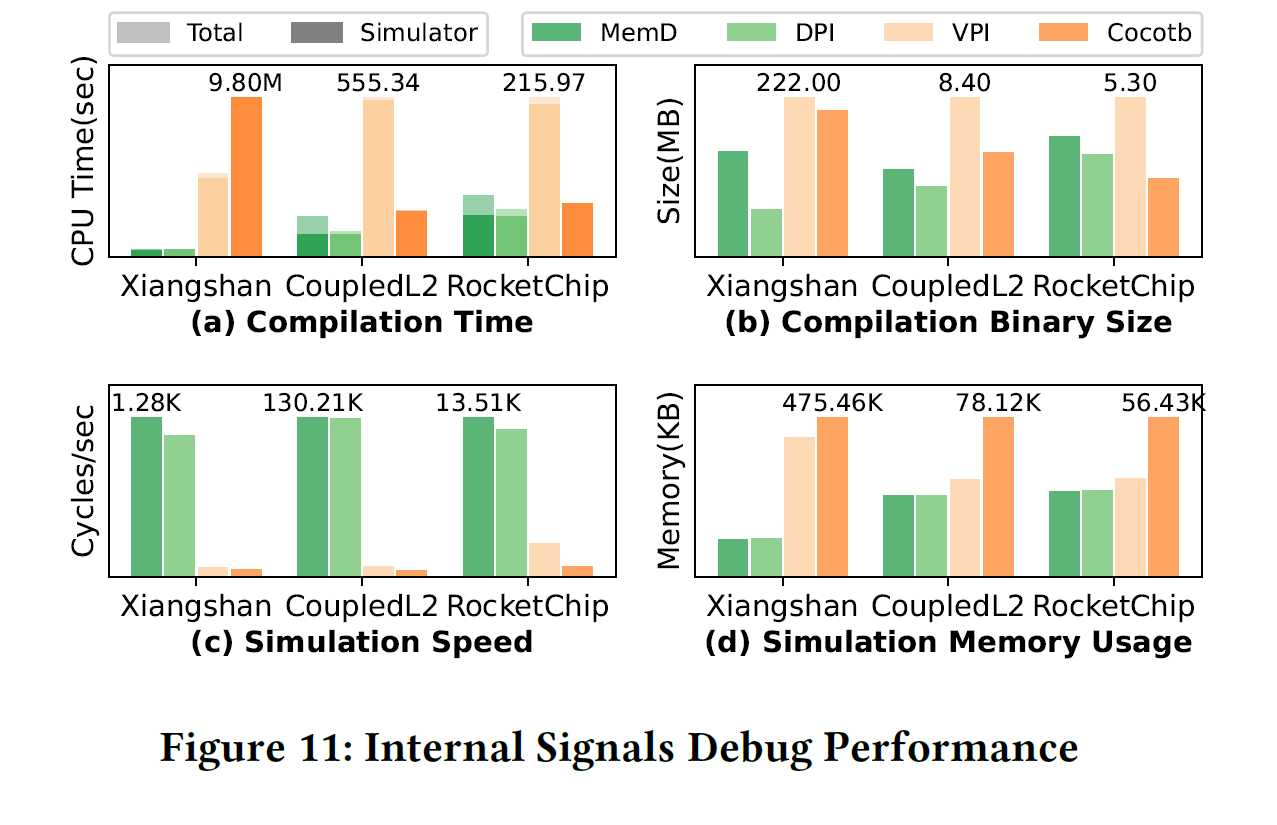 Total Simulator MemD DPI VPI Cocotb
CPU Time(sec)
9.80M 555.34 215.97
Xiangshan CoupledL2 RocketChip
(a) Compilation Time
Size(MB)
222.00 8.40 5.30
Xiangshan CoupledL2 RocketChip
(b) Compilation Binary Size
Cycles/sec
1.28K 130.21K 13.51K
Xiangshan CoupledL2 RocketChip
(c) Simulation Speed
Memory(KB)
475.46K 78.12K 56.43K
Xiangshan CoupledL2 RocketChip
(d) Simulation Memory Usage
Figure 11: Internal Signals Debug Performance